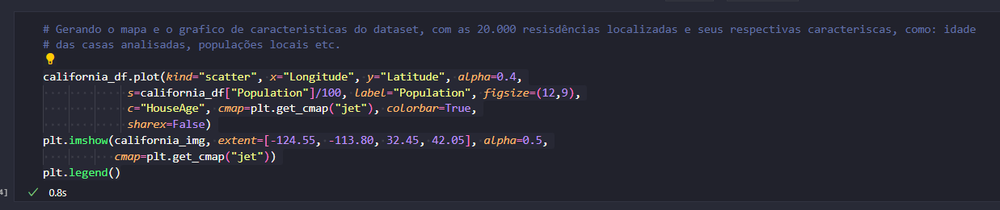 # Gerando o mapa e o grafico de caracteristicas do dataset, com as 20.000 resisdências localizadas e seus respectivas caracteriscas, como: idade
# das casas analisadas, populações locais etc.
california_df.plot(kind="scatter", x="Longitude", y="Latitude", alpha=0.4,
s=california_df["Population"]/100, label="Population", figsize=(12,9),
c="HouseAge", cmap=plt.get_cmap("jet"), colorbar=True,
sharex=False)
plt.imshow(california_img, extent=[-124.55, -113.80, 32.45, 42.05], alpha=0.5,
cmap=plt.get_cmap("jet"))
plt.legend()
4] ✓ 0.8s